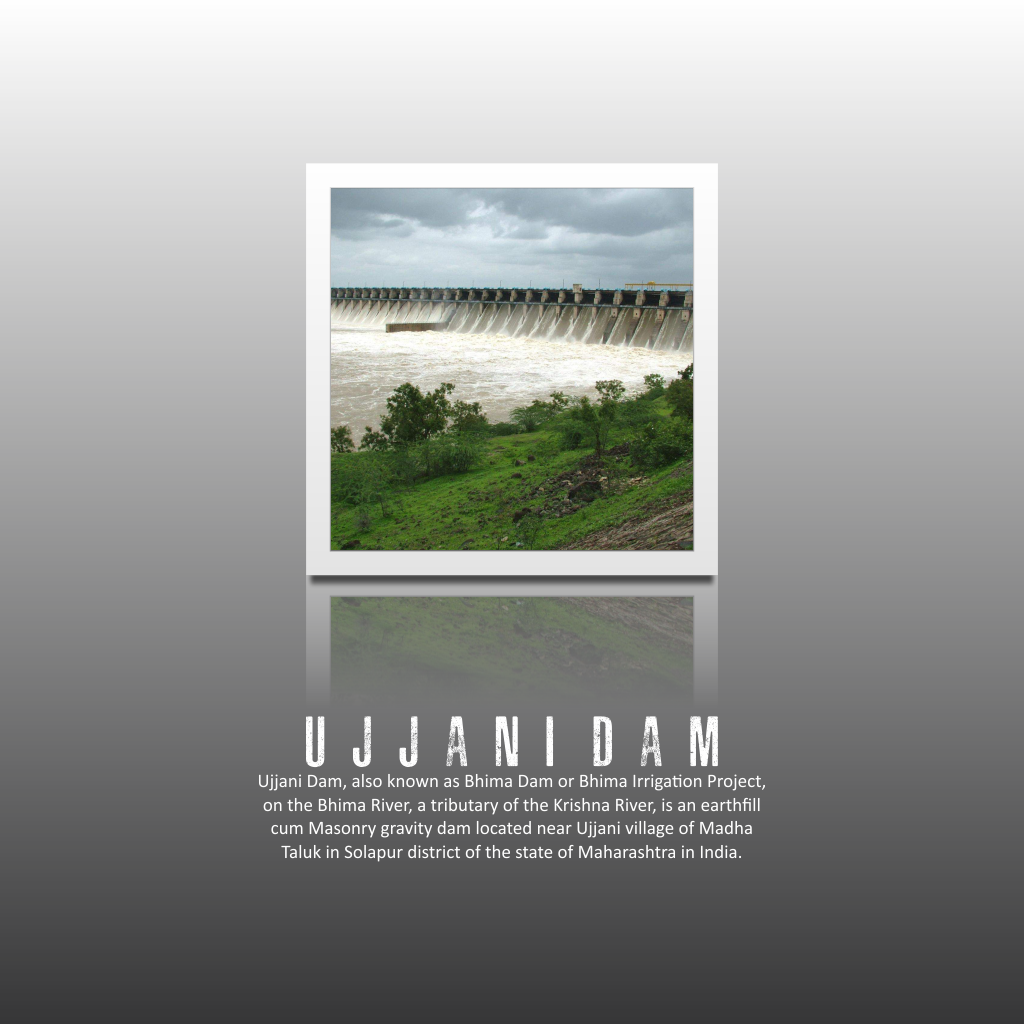 UJJANI DAM
Ujjani Dam, also known as Bhima Dam or Bhima Irrigation Project,
on the Bhima River, a tributary of the Krishna River, is an earthfill
cum Masonry gravity dam located near Ujjani village of Madha
Taluk in Solapur district of the state of Maharashtra in India.